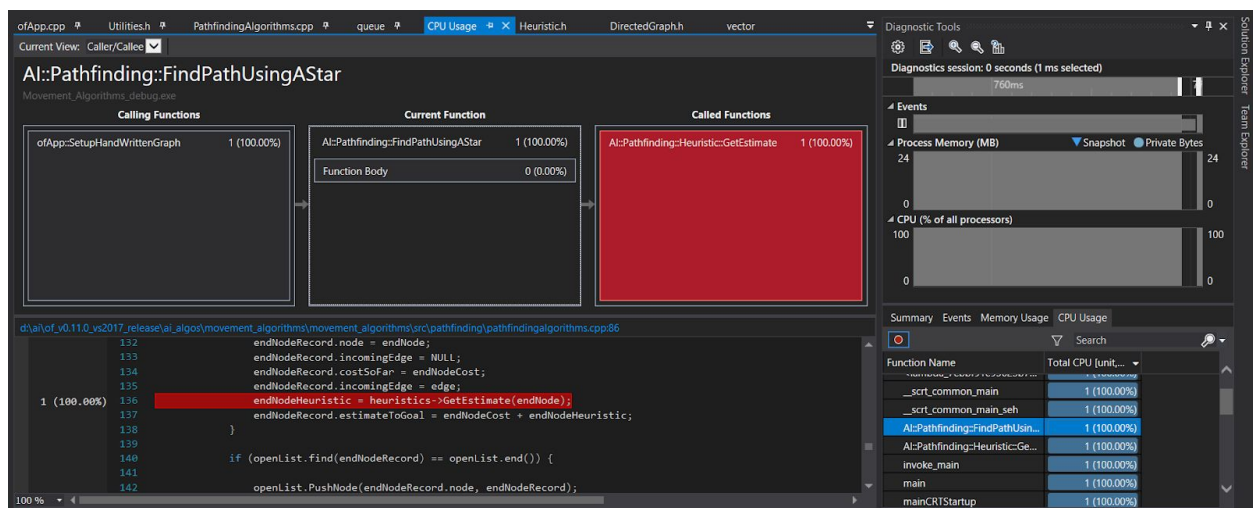 ofApp.cpp Utilities.h PathfindingAlgorithms.cpp queue CPU Usage Heuristic.h DirectedGraph.h vector
Current View: Caller/Callee
AI::Pathfinding::FindPathUsingAStar
Movement_Algorithms_debug.exe
Calling Functions Current Function Called Functions
ofApp::SetupHandWrittenGraph 1 (100.00%) AI::Pathfinding::FindPathUsingAStar 1 (100.00%) AI::Pathfinding::Heuristic::GetEstimate 1 (100.00%)
Function Body 0 (0.00%)
d:\ai\of_v0.11.0_vs2017_release\ai_algos\movement_algorithms\movement_algorithms\src\pathfinding\pathfindingalgorithms.cpp:86
132 endNodeRecord.node = endNode;
133 endNodeRecord.incomingEdge = NULL;
134 endNodeRecord.costSoFar = endNodeCost;
135 endNodeRecord.incomingEdge = edge;
1 (100.00%) 136 endNodeHeuristic = heuristics->GetEstimate(endNode);
137 endNodeRecord.estimateToGoal = endNodeCost + endNodeHeuristic;
138 }
139
140 if (openList.find(endNodeRecord) == openList.end()) {
141
142 openList.PushNode(endNodeRecord.node, endNodeRecord);
100 %
Diagnostic Tools
Diagnostics session: 0 seconds (1 ms selected)
760ms 7
Events
Process Memory (MB) Snapshot Private Bytes
24 24
0 0
CPU (% of all processors)
100 100
0 0
Summary Events Memory Usage CPU Usage
Search
Function Name Total CPU [unit,...
__scrt_common_main 1 (100.00%)
__scrt_common_main_seh 1 (100.00%)
AI::Pathfinding::FindPathUsin... 1 (100.00%)
AI::Pathfinding::Heuristic::Ge... 1 (100.00%)
invoke_main 1 (100.00%)
main 1 (100.00%)
mainCRTStartup 1 (100.00%)
Solution Explorer
Team Explorer